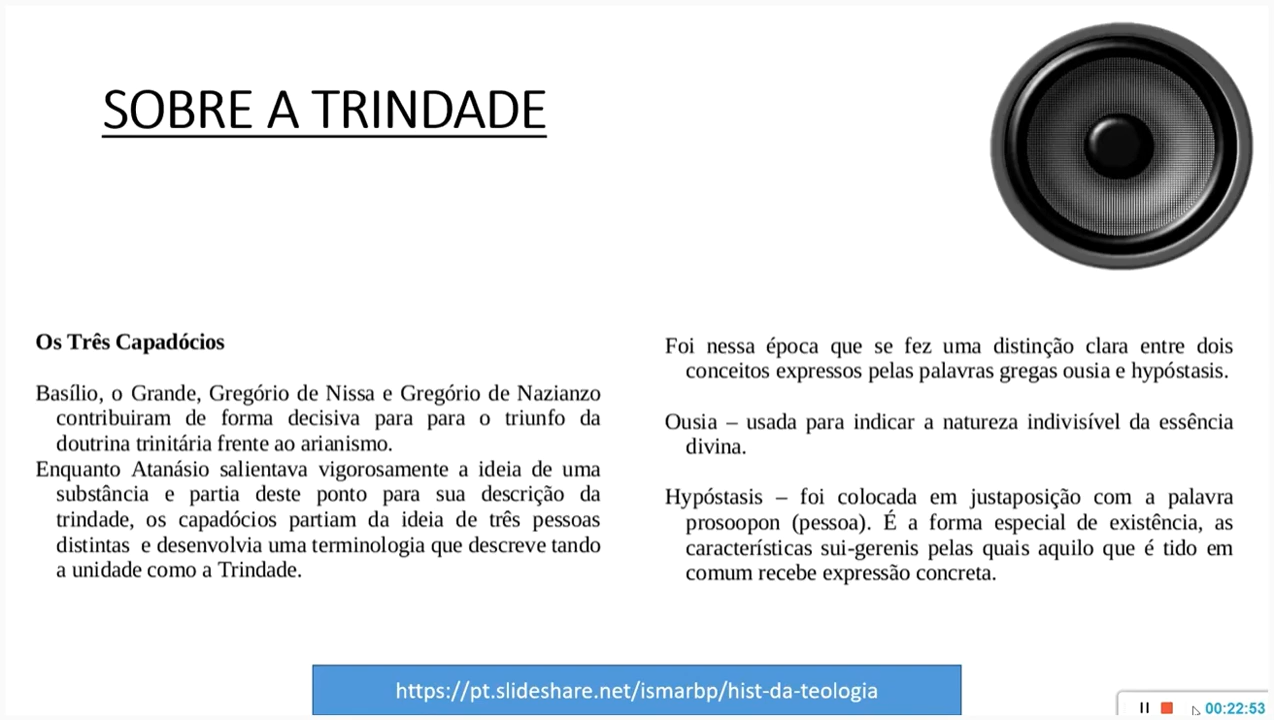 SOBRE A TRINDADE
Os Três Capadócios
Basílio, o Grande, Gregório de Nissa e Gregório de Nazianzo
contribuiram de forma decisiva para para o triunfo da
doutrina trinitária frente ao arianismo.
Enquanto Atanásio salientava vigorosamente a ideia de uma
substância e partia deste ponto para sua descrição da
trindade, os capadócios partiam da ideia de três pessoas
distintas e desenvolvia uma terminologia que descreve tando
a unidade como a Trindade.
Foi nessa época que se fez uma distinção clara entre dois
conceitos expressos pelas palavras gregas ousia e hypóstasis.
Ousia – usada para indicar a natureza indivisível da essência
divina.
Hypóstasis – foi colocada em justaposição com a palavra
prosoopon (pessoa). É a forma especial de existência, as
características sui-gerenis pelas quais aquilo que é tido em
comum recebe expressão concreta.
https://pt.slideshare.net/ismarbp/hist-da-teologia
00:22:53